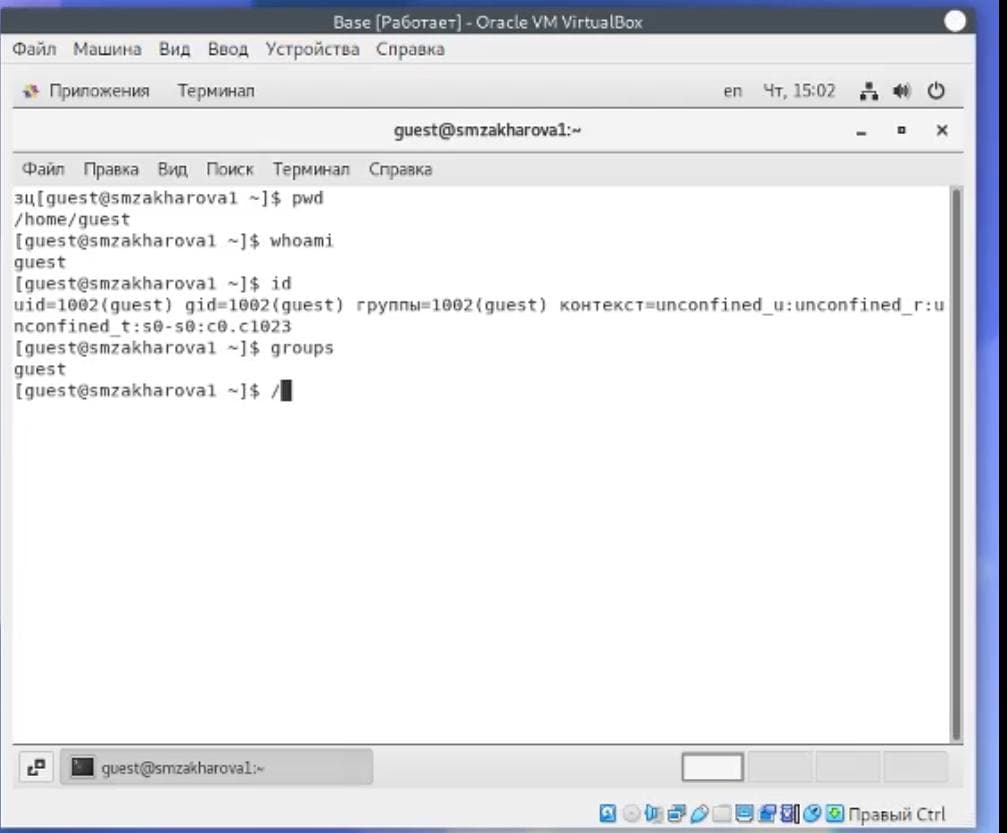 Base [Работает] - Oracle VM VirtualBox
Файл Машина Вид Ввод Устройства Справка
Приложения Терминал en Чт, 15:02
guest@smzakharova1:~
Файл Правка Вид Поиск Терминал Справка
зц[guest@smzakharova1 ~]$ pwd
/home/guest
[guest@smzakharova1 ~]$ whoami
guest
[guest@smzakharova1 ~]$ id
uid=1002(guest) gid=1002(guest) группы=1002(guest) контекст=unconfined_u:unconfined_r:u
nconfined_t:s0-s0:c0.c1023
[guest@smzakharova1 ~]$ groups
guest
[guest@smzakharova1 ~]$ /
guest@smzakharova1:~
Правый Ctrl